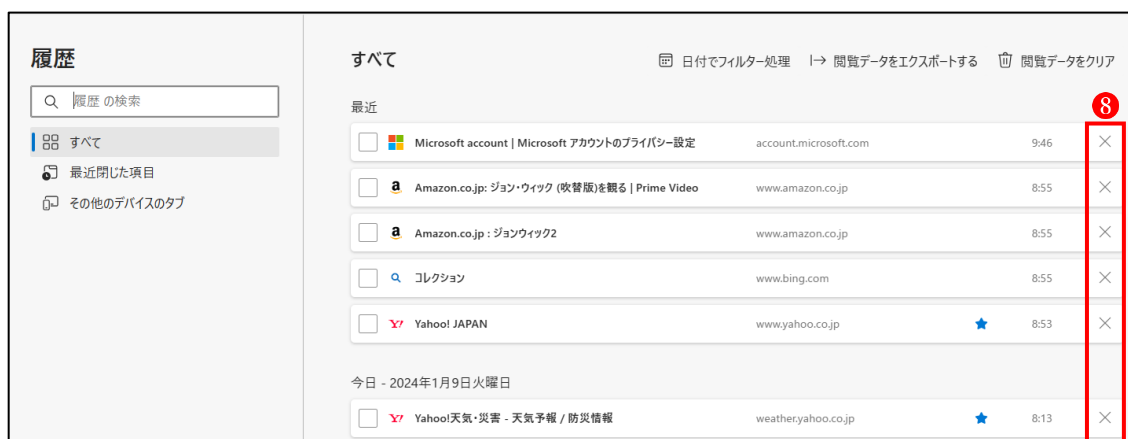 履歴
履歴 の検索
すべて
最近閉じた項目
その他のデバイスのタブ
すべて
日付でフィルター処理 閲覧データをエクスポートする 閲覧データをクリア
最近
8
Microsoft account | Microsoft アカウントのプライバシー設定 account.microsoft.com 9:46
Amazon.co.jp: ジョン・ウィック (吹替版)を観る | Prime Video www.amazon.co.jp 8:55
Amazon.co.jp : ジョンウィック2 www.amazon.co.jp 8:55
コレクション www.bing.com 8:55
Yahoo! JAPAN www.yahoo.co.jp 8:53
今日 - 2024年1月9日火曜日
Yahoo!天気・災害 - 天気予報 / 防災情報 weather.yahoo.co.jp 8:13